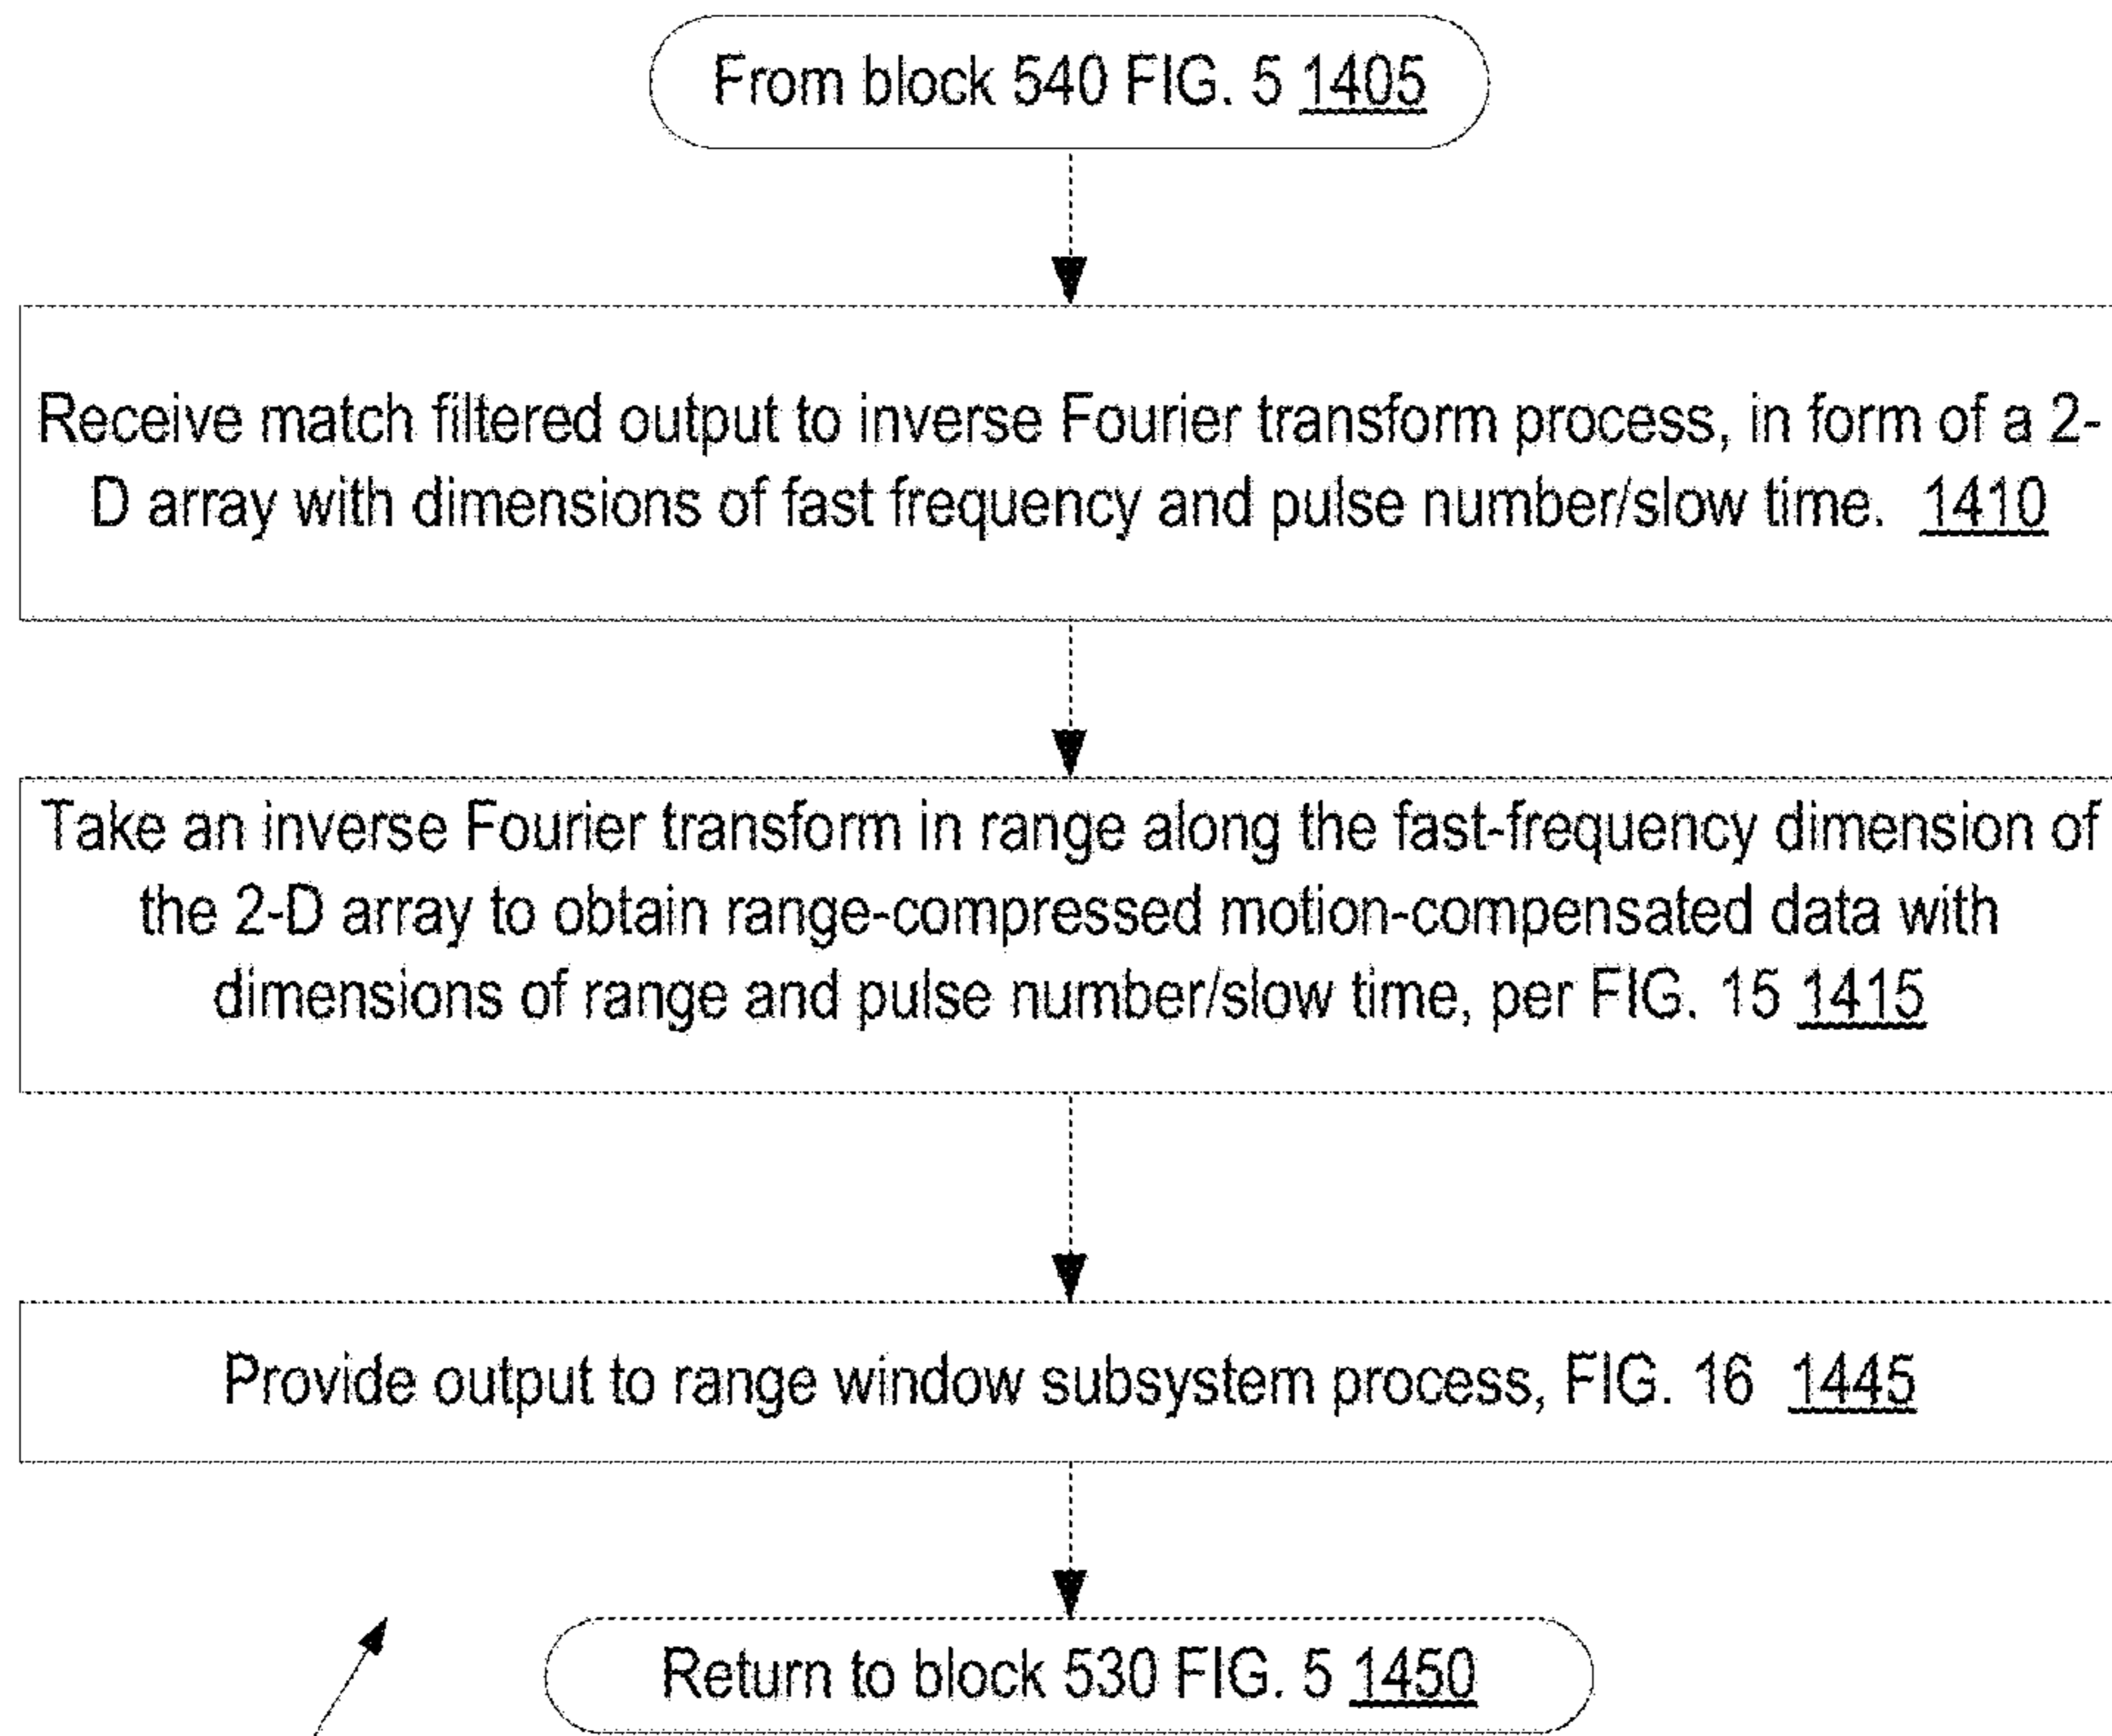 From block 540 FIG. 5 1405
Receive match filtered output to inverse Fourier transform process, in form of a 2-
D array with dimensions of fast frequency and pulse number/slow time. 1410
Take an inverse Fourier transform in range along the fast-frequency dimension of
the 2-D array to obtain range-compressed motion-compensated data with
dimensions of range and pulse number/slow time, per FIG. 15 1415
Provide output to range window subsystem process, FIG. 16 1445
Return to block 530 FIG. 5 1450